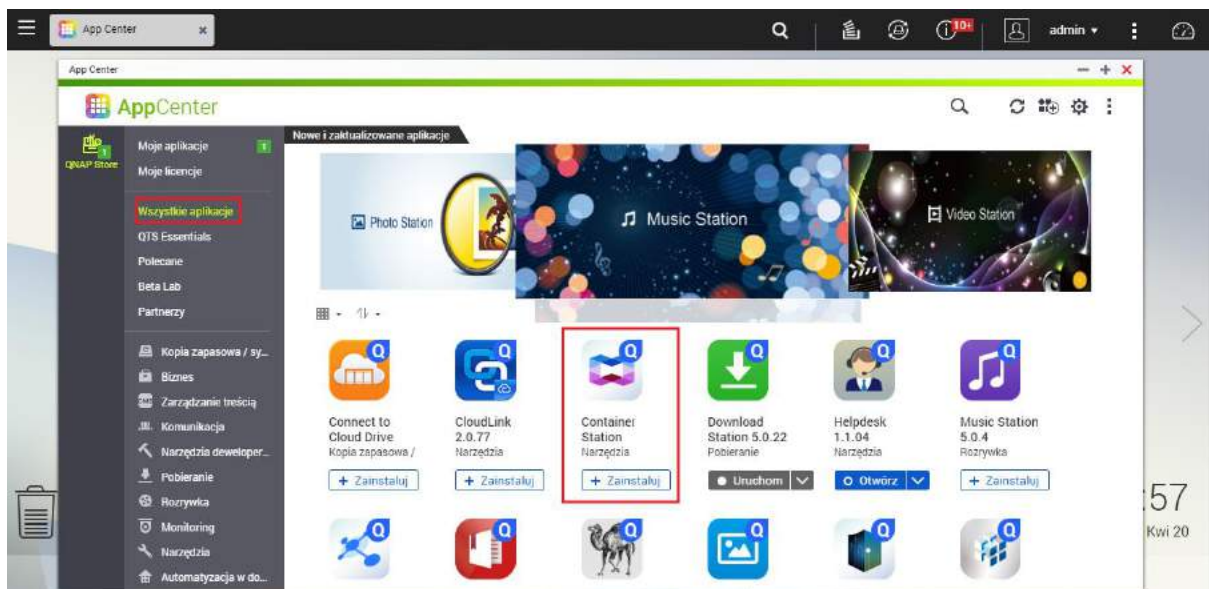 App Center
10+
admin
App Center
AppCenter
QNAP Store
1
Moje aplikacje
1
Moje licencje
Wszystkie aplikacje
QTS Essentials
Polecane
Beta Lab
Partnerzy
Kopia zapasowa / sy...
Biznes
Zarządzanie treścią
Komunikacja
Narzędzia deweloper...
Pobieranie
Rozrywka
Monitoring
Narzędzia
Automatyzacja w do...
Nowe i zaktualizowane aplikacje
Photo Station
Music Station
Video Station
Connect to
Cloud Drive
Kopia zapasowa /
+ Zainstaluj
CloudLink
2.0.77
Narzędzia
+ Zainstaluj
Container
Station
Narzędzia
+ Zainstaluj
Download
Station 5.0.22
Pobieranie
Uruchom
Helpdesk
1.1.04
Narzędzia
Otwórz
Music Station
5.0.4
Rozrywka
+ Zainstaluj
:57
Kwi 20